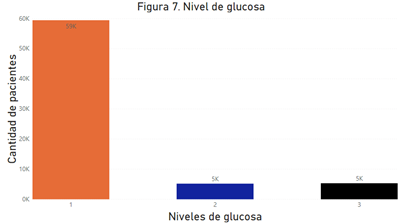 Figura 7. Nivel de glucosa
Cantidad de pacientes
60K
50K
40K
30K
20K
10K
0K
59K
5K
5K
1
2
3
Niveles de glucosa